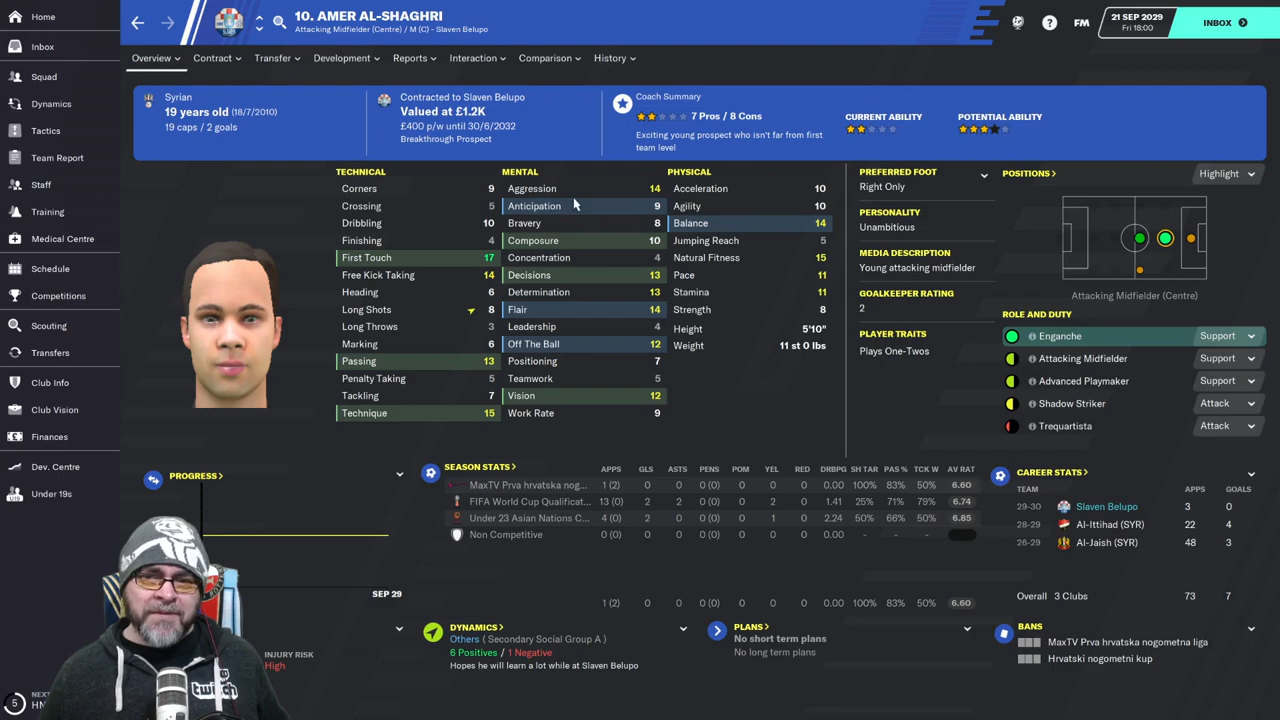 Home
10. AMER AL-SHAGHRI
Attacking Midfielder (Centre) / M (C) - Slaven Belupo
FM
21 SEP 2029
Fri 18:00
INBOX
Inbox
Squad
Dynamics
Tactics
Team Report
Staff
Training
Medical Centre
Schedule
Competitions
Scouting
Transfers
Club Info
Club Vision
Finances
Dev. Centre
Under 19s
Overview
Contract
Transfer
Development
Reports
Interaction
Comparison
History
Syrian
19 years old (18/7/2010)
19 caps / 2 goals
Contracted to Slaven Belupo
Valued at £1.2K
£400 p/w until 30/6/2032
Breakthrough Prospect
Coach Summary
7 Pros / 8 Cons
Exciting young prospect who isn't far from first
team level
CURRENT ABILITY
POTENTIAL ABILITY
TECHNICAL
Corners 9
Crossing 5
Dribbling 10
Finishing 4
First Touch 17
Free Kick Taking 14
Heading 6
Long Shots 8
Long Throws 3
Marking 6
Passing 13
Penalty Taking 5
Tackling 7
Technique 15
MENTAL
Aggression 14
Anticipation 9
Bravery 8
Composure 10
Concentration 4
Decisions 13
Determination 13
Flair 14
Leadership 4
Off The Ball 12
Positioning 7
Teamwork 5
Vision 12
Work Rate 9
PHYSICAL
Acceleration 10
Agility 10
Balance 14
Jumping Reach 5
Natural Fitness 15
Pace 11
Stamina 11
Strength 8
Height 5'10"
Weight 11 st 0 lbs
PREFERRED FOOT
Right Only
PERSONALITY
Unambitious
MEDIA DESCRIPTION
Young attacking midfielder
GOALKEEPER RATING
2
PLAYER TRAITS
Plays One-Twos
POSITIONS
Highlight
Attacking Midfielder (Centre)
ROLE AND DUTY
Enganche Support
Attacking Midfielder Support
Advanced Playmaker Support
Shadow Striker Attack
Trequartista Attack
PROGRESS
SEP 29
INJURY RISK
High
SEASON STATS APPS GLS ASTS PENS POM YEL RED DRBPG SH TAR PAS % TCK W AV RAT
MaxTV Prva hrvatska nog... 1 (2) 0 0 0 (0) 0 0 0 0.00 100% 83% 50% 6.60
FIFA World Cup Qualificat... 13 (0) 2 2 0 (0) 0 2 0 1.41 25% 71% 79% 6.74
Under 23 Asian Nations C... 4 (0) 2 0 0 (0) 0 1 0 2.24 50% 66% 50% 6.85
Non Competitive 0 (0) 0 0 0 (0) 0 0 0 0.00 - - -
1 (2) 0 0 0 (0) 0 0 0 0.00 100% 83% 50% 6.60
CAREER STATS
TEAM APPS GOALS
29-30 Slaven Belupo 3 0
28-29 Al-Ittihad (SYR) 22 4
26-29 Al-Jaish (SYR) 48 3
Overall 3 Clubs 73 7
DYNAMICS
Others ( Secondary Social Group A )
6 Positives / 1 Negative
Hopes he will learn a lot while at Slaven Belupo
PLANS
No short term plans
No long term plans
BANS
MaxTV Prva hrvatska nogometna liga
Hrvatski nogometni kup
5
twitch